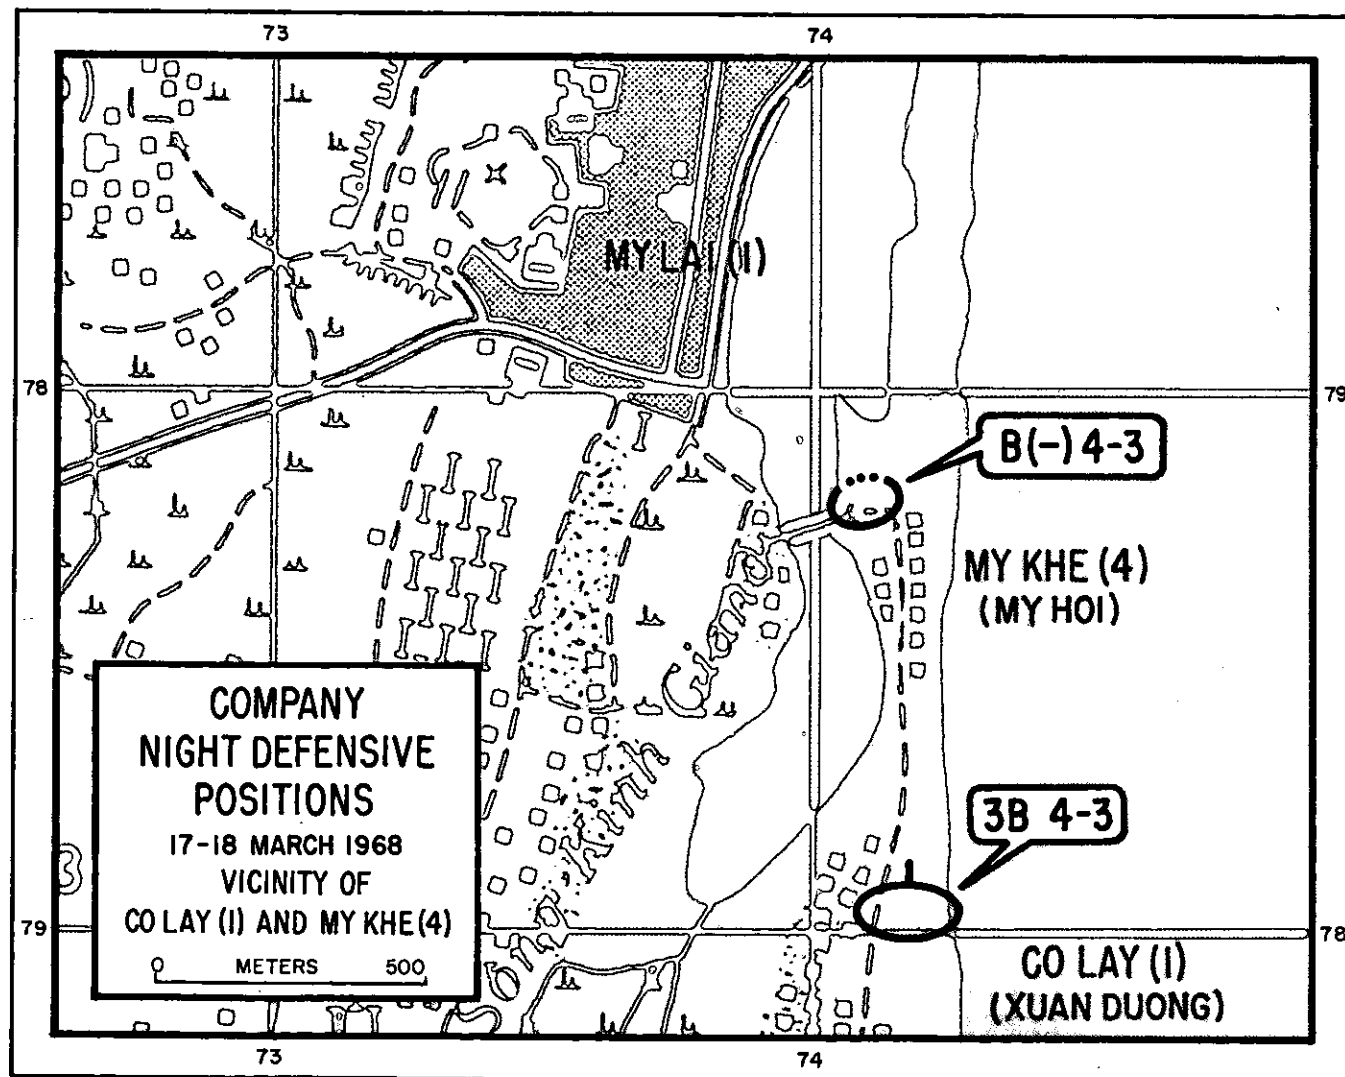 73 74
MY LAI (1)
78 79
B(-) 4-3
MY KHE (4)
(MY HOI)
3B 4-3
COMPANY
NIGHT DEFENSIVE
POSITIONS
17-18 MARCH 1968
VICINITY OF
CO LAY (1) AND MY KHE (4)
0 METERS 500
79 78
CO LAY (1)
(XUAN DUONG)
73 74